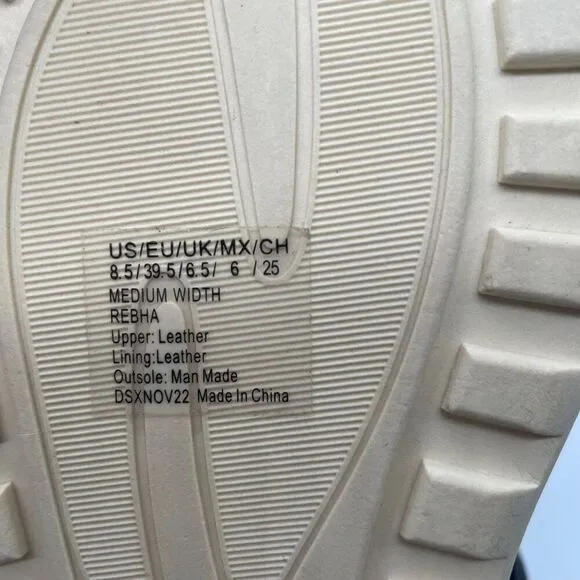 US/EU/UK/MX/CH
8.5/39.5/6.5/ 6 / 25
MEDIUM WIDTH
REBHA
Upper: Leather
Lining:Leather
Outsole: Man Made
DSXNOV22 Made In China